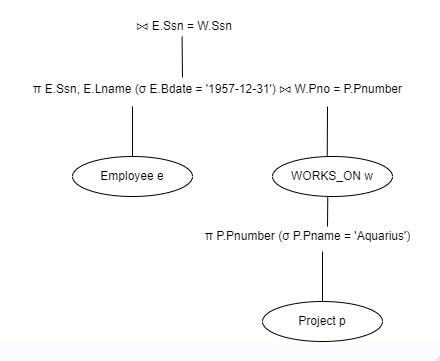 ⋈ E.Ssn = W.Ssn
π E.Ssn, E.Lname (σ E.Bdate = '1957-12-31') ⋈ W.Pno = P.Pnumber
Employee e
WORKS_ON w
π P.Pnumber (σ P.Pname = 'Aquarius')
Project p